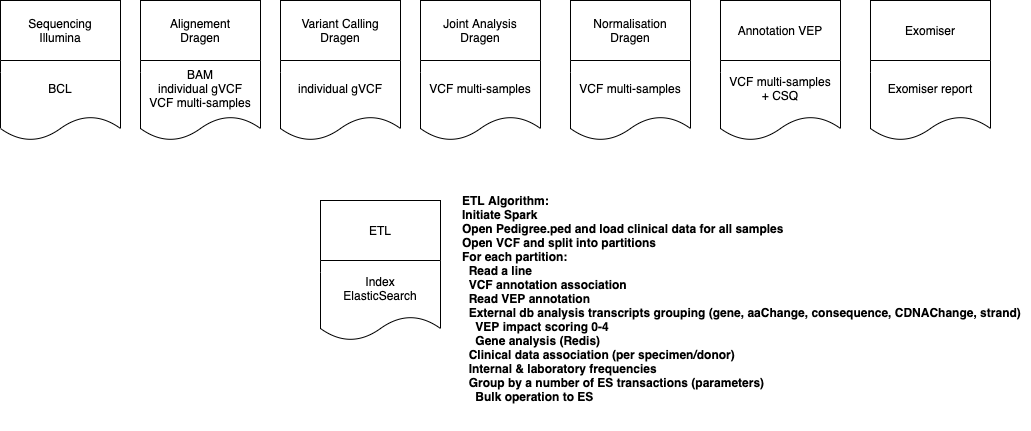 Sequencing
Illumina
BCL
Alignement
Dragen
BAM
individual gVCF
VCF multi-samples
Variant Calling
Dragen
individual gVCF
Joint Analysis
Dragen
VCF multi-samples
Normalisation
Dragen
VCF multi-samples
Annotation VEP
VCF multi-samples
+ CSQ
Exomiser
Exomiser report
ETL
Index
ElasticSearch
ETL Algorithm:
Initiate Spark
Open Pedigree.ped and load clinical data for all samples
Open VCF and split into partitions
For each partition:
Read a line
VCF annotation association
Read VEP annotation
External db analysis transcripts grouping (gene, aaChange, consequence, CDNAChange, strand)
VEP impact scoring 0-4
Gene analysis (Redis)
Clinical data association (per specimen/donor)
Internal & laboratory frequencies
Group by a number of ES transactions (parameters)
Bulk operation to ES